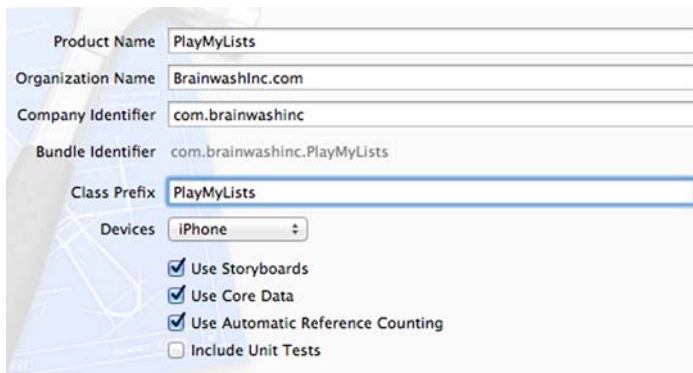 Product Name PlayMyLists
Organization Name BrainwashInc.com
Company Identifier com.brainwashinc
Bundle Identifier com.brainwashinc.PlayMyLists
Class Prefix PlayMyLists
Devices iPhone
Use Storyboards
Use Core Data
Use Automatic Reference Counting
Include Unit Tests